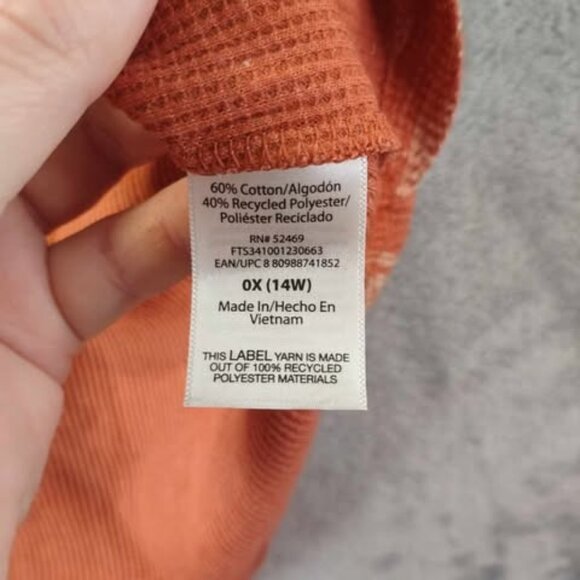 60% Cotton/Algodón
40% Recycled Polyester/
Poliéster Reciclado
RN# 52469
FTS341001230663
EAN/UPC 8 80988741852
0X (14W)
Made In/Hecho En
Vietnam
THIS LABEL YARN IS MADE
OUT OF 100% RECYCLED
POLYESTER MATERIALS